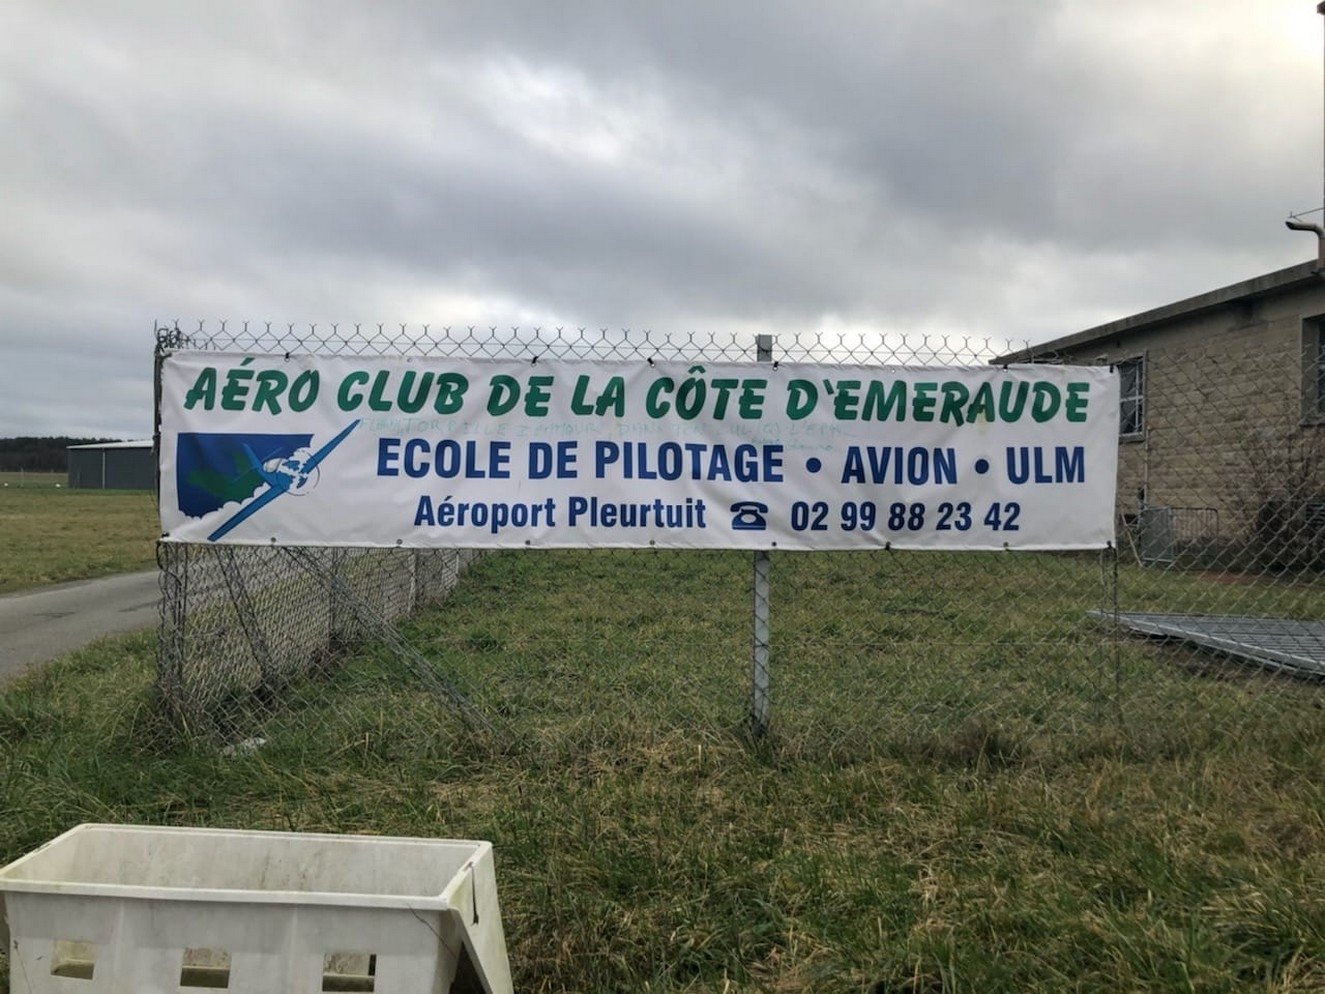 AÉRO CLUB DE LA CÔTE D'EMERAUDE
ECOLE DE PILOTAGE • AVION • ULM
Aéroport Pleurtuit ☎ 02 99 88 23 42